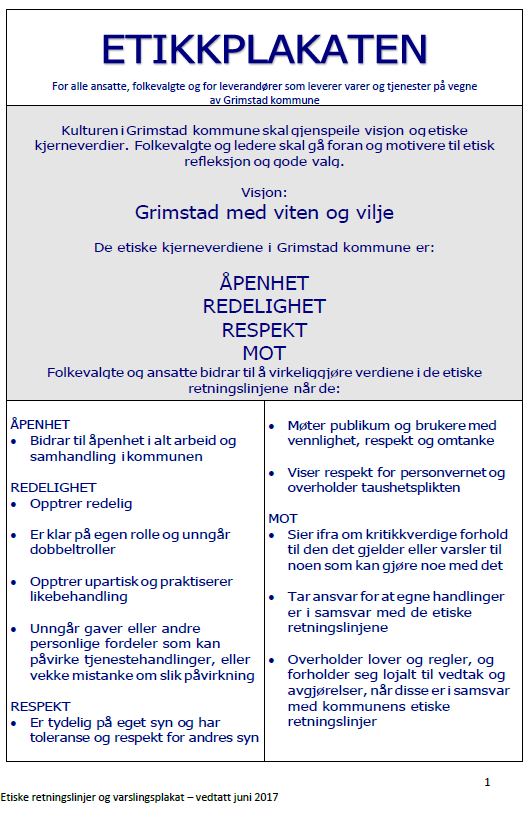 ETIKKPLAKATEN
For alle ansatte, folkevalgte og for leverandører som leverer varer og tjenester på vegne
av Grimstad kommune
Kulturen i Grimstad kommune skal gjenspeile visjon og etiske
kjerneverdier. Folkevalgte og ledere skal gå foran og motivere til etisk
refleksjon og gode valg.
Visjon:
Grimstad med viten og vilje
De etiske kjerneverdiene i Grimstad kommune er:
ÅPENHET
REDELIGHET
RESPEKT
MOT
Folkevalgte og ansatte bidrar til å virkeliggjøre verdiene i de etiske
retningslinjene når de:
ÅPENHET
• Bidrar til åpenhet i alt arbeid og
samhandling i kommunen
REDELIGHET
• Opptrer redelig
• Er klar på egen rolle og unngår
dobbeltroller
• Opptrer upartisk og praktiserer
likebehandling
• Unngår gaver eller andre
personlige fordeler som kan
påvirke tjenestehandlinger, eller
vekke mistanke om slik påvirkning
RESPEKT
• Er tydelig på eget syn og har
toleranse og respekt for andres syn
• Møter publikum og brukere med
vennlighet, respekt og omtanke
• Viser respekt for personvernet og
overholder taushetsplikten
MOT
• Sier ifra om kritikkverdige forhold
til den det gjelder eller varsler til
noen som kan gjøre noe med det
• Tar ansvar for at egne handlinger
er i samsvar med de etiske
retningslinjene
• Overholder lover og regler, og
forholder seg lojalt til vedtak og
avgjørelser, når disse er i samsvar
med kommunens etiske
retningslinjer
1
Etiske retningslinjer og varslingsplakat – vedtatt juni 2017